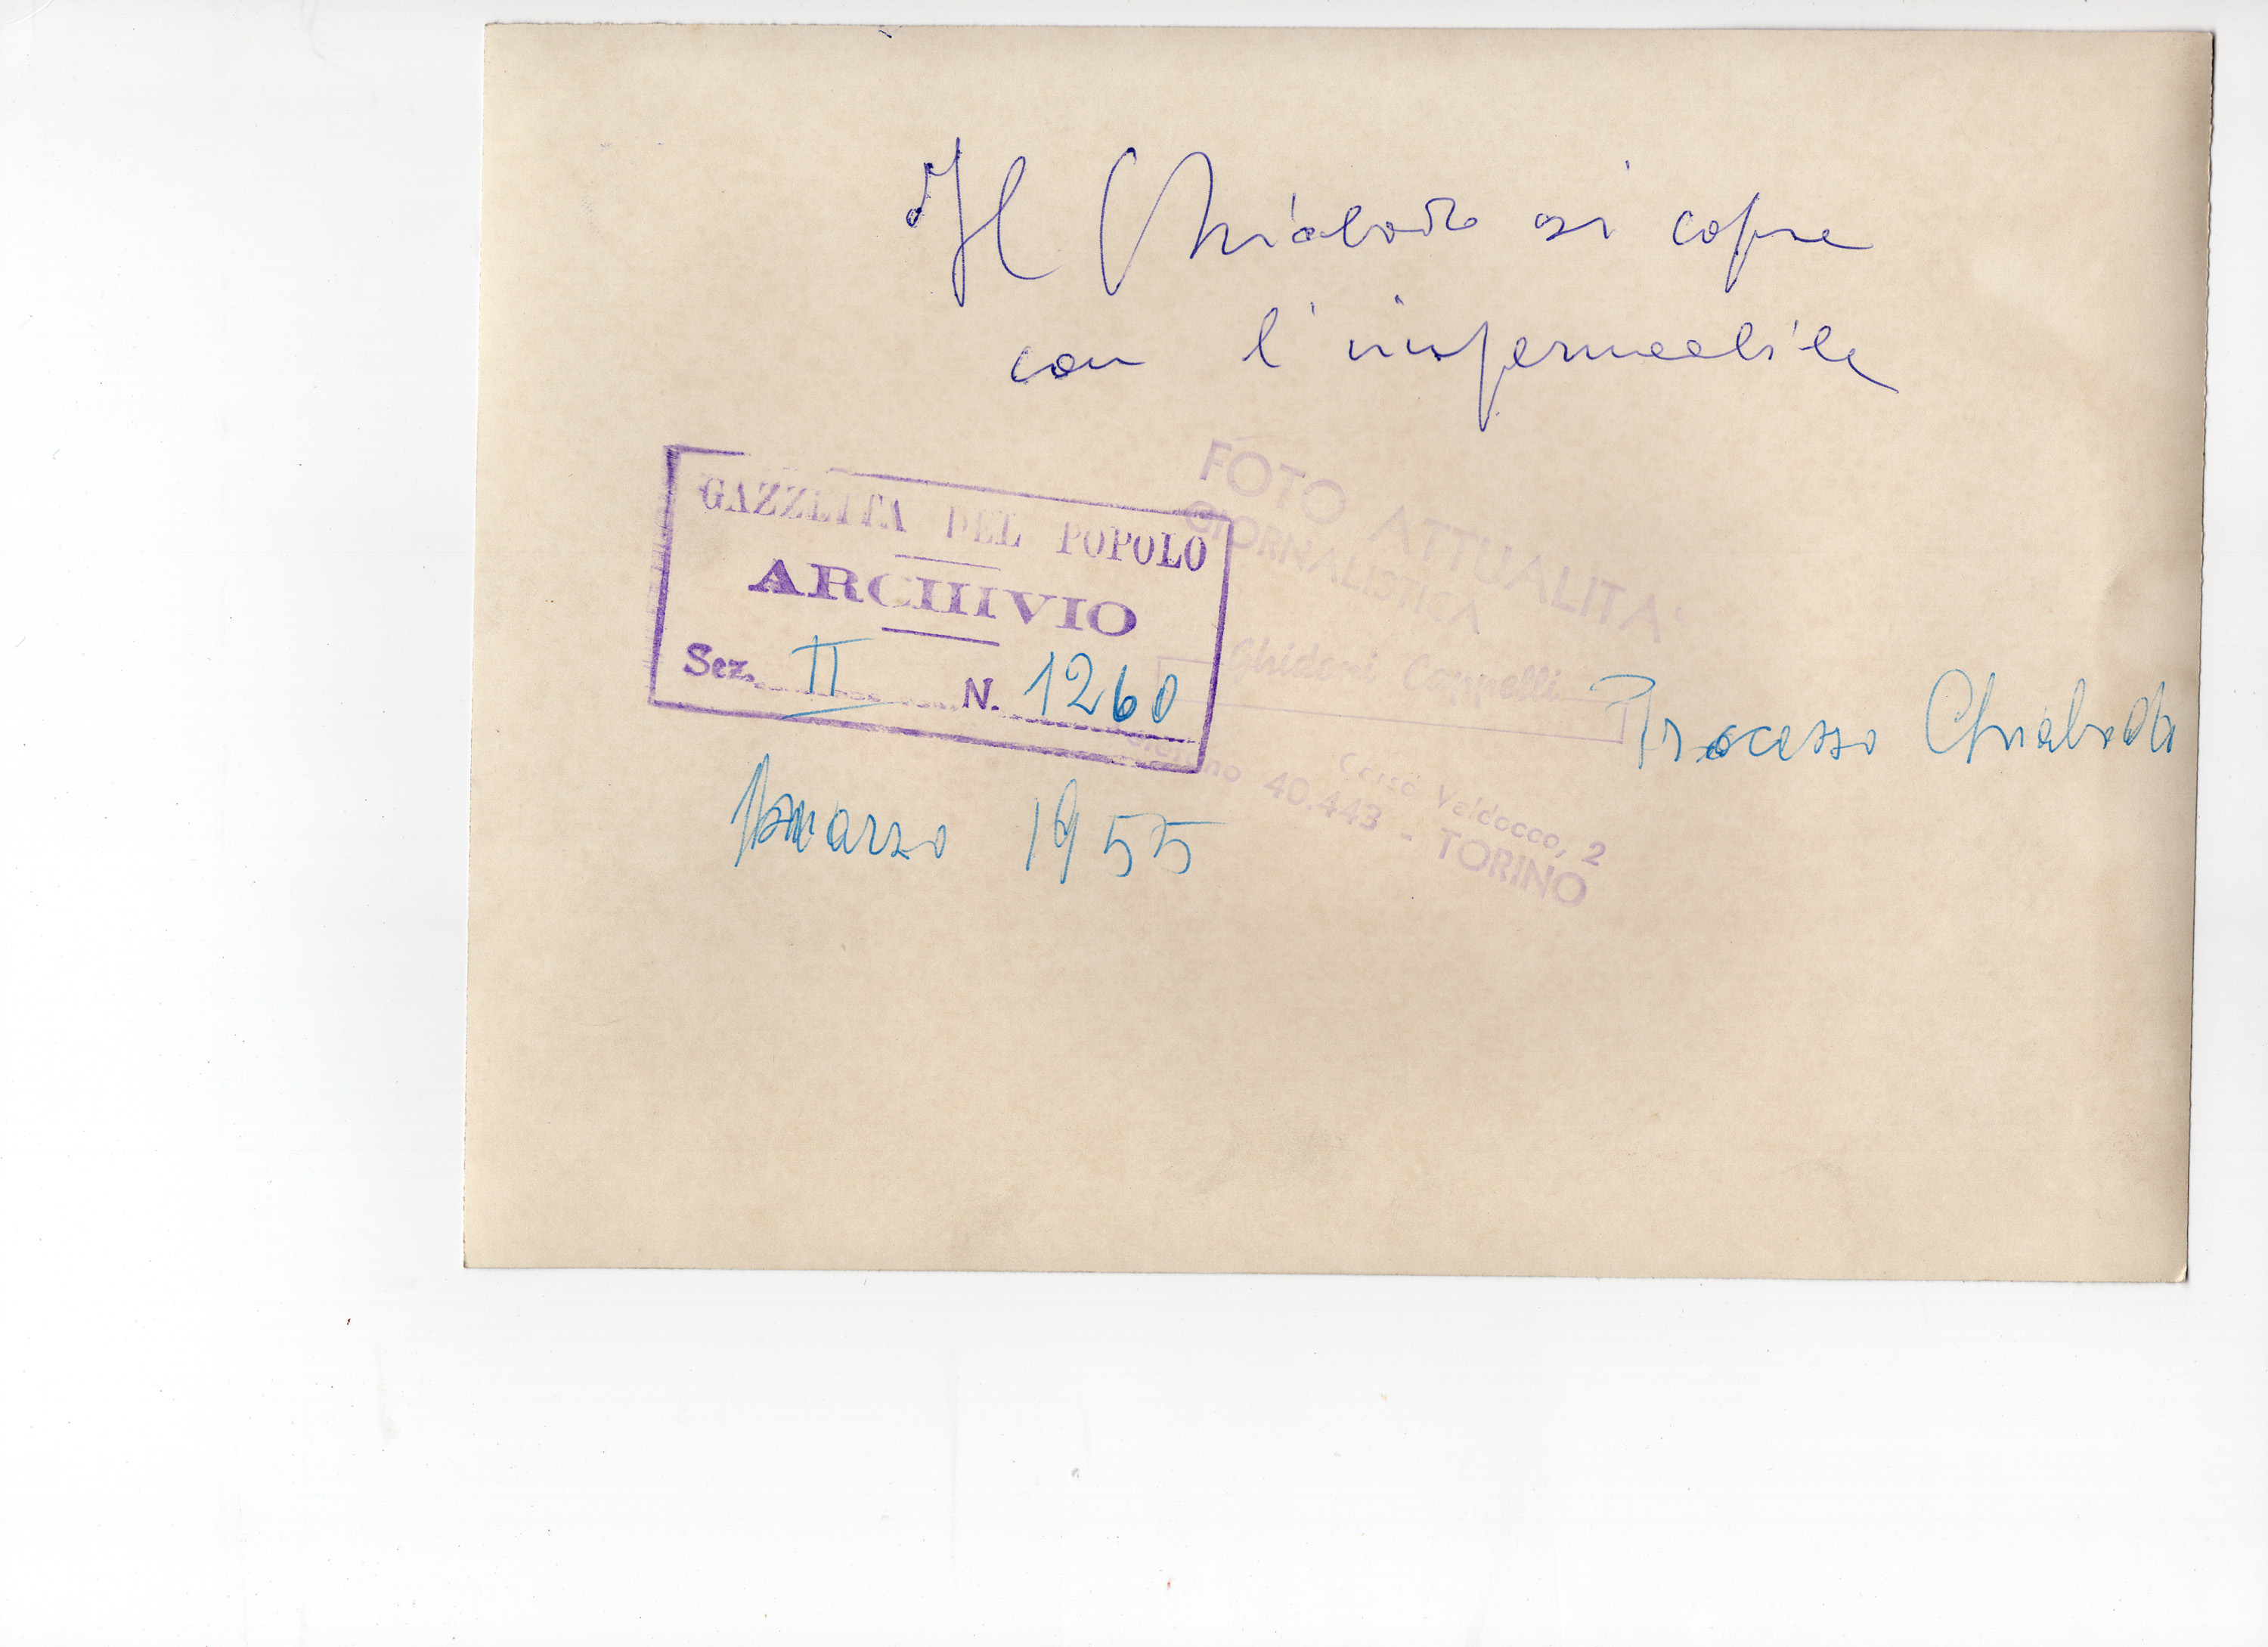 Il Chiabodo si copre
con l'impermeabile
GAZZETTA DEL POPOLO
ARCHIVIO
Sez. II N. 1260
FOTO ATTUALITA'
GIORNALISTICA
Ghidoni Cappelli
Corso Valdocco, 2
40.443 - TORINO
Processo
marzo 1955